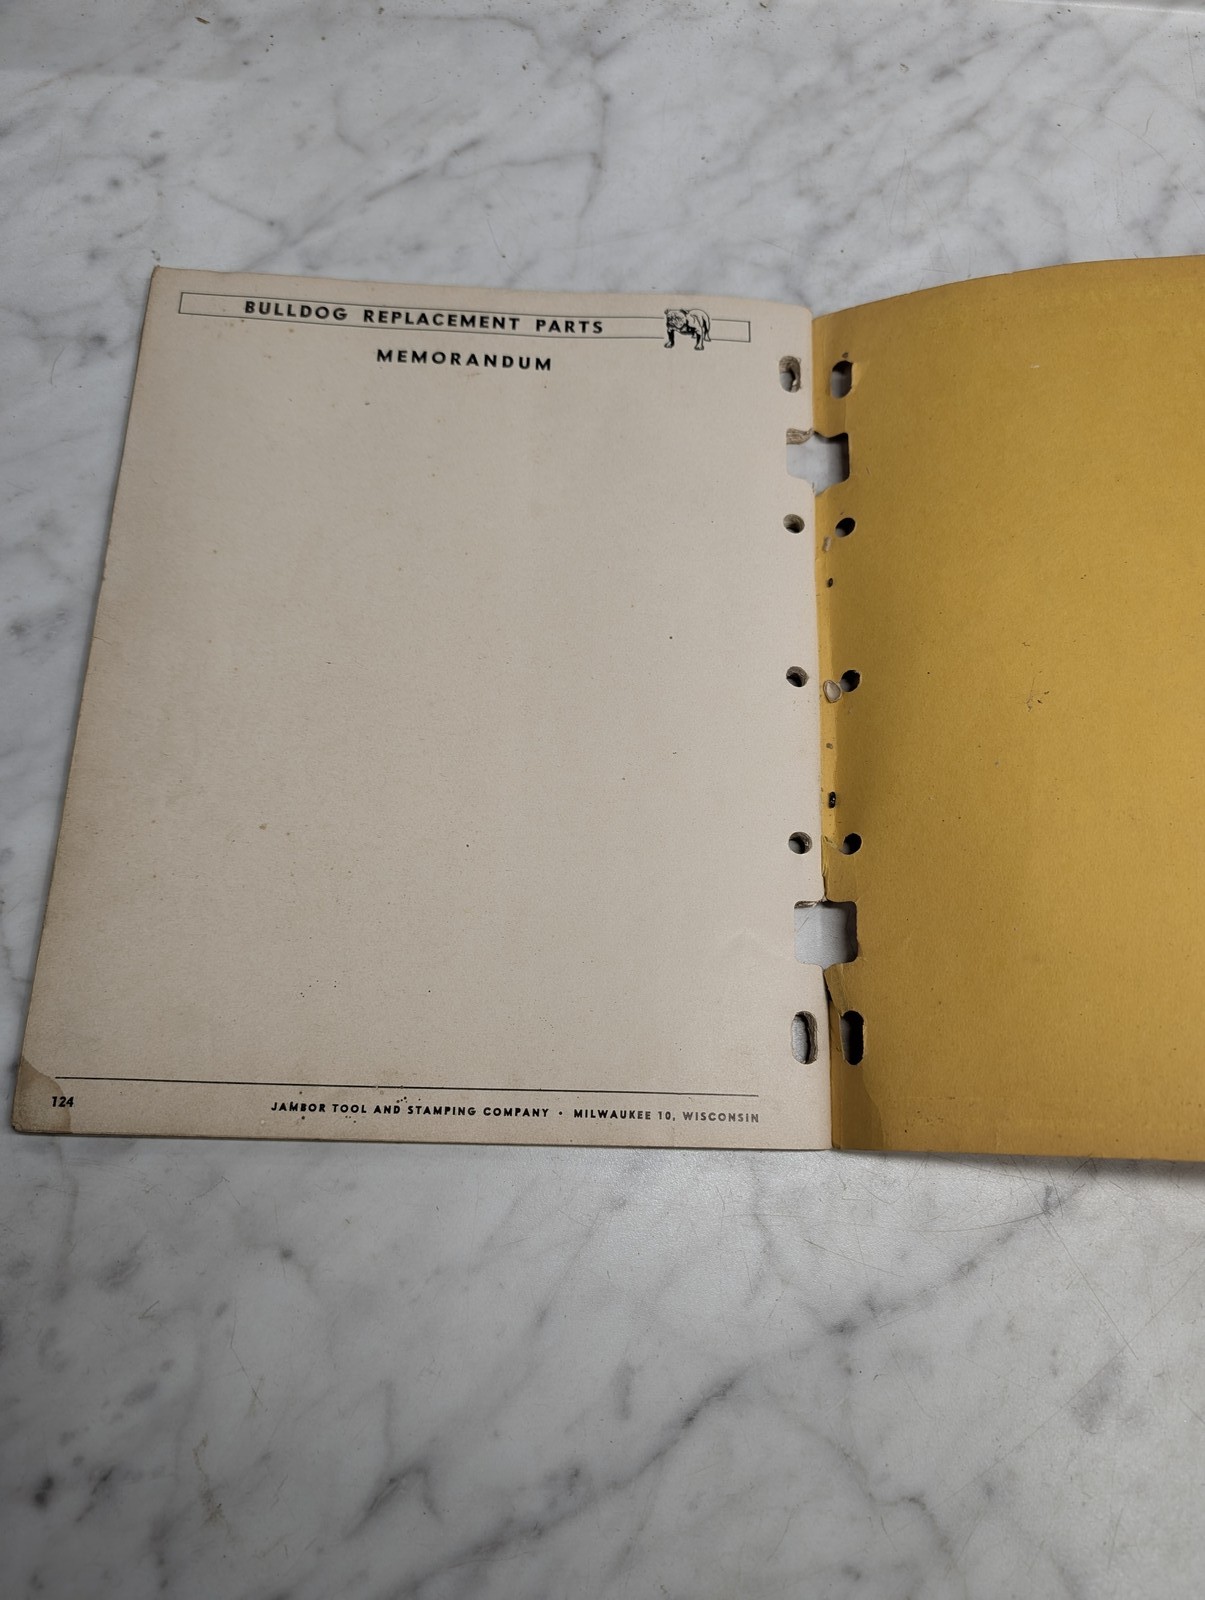 BULLDOG REPLACEMENT PARTS
MEMORANDUM
124
JAMBOR TOOL AND STAMPING COMPANY • MILWAUKEE 10, WISCONSIN